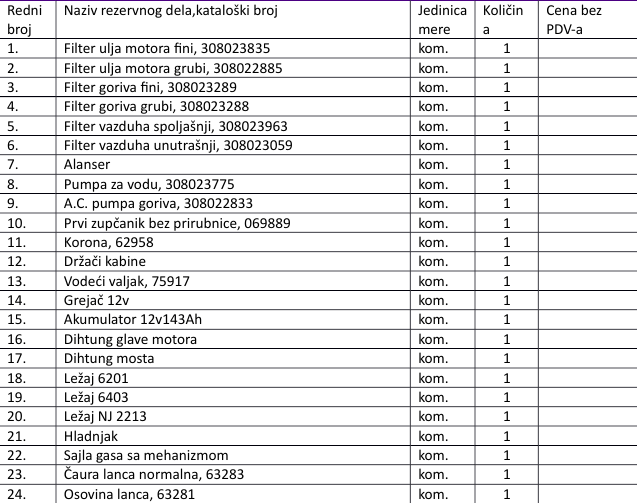 Redni broj Naziv rezervnog dela,kataloški broj Jedinica mere Količin a Cena bez PDV-a
1. Filter ulja motora fini, 308023835 kom. 1
2. Filter ulja motora grubi, 308022885 kom. 1
3. Filter goriva fini, 308023289 kom. 1
4. Filter goriva grubi, 308023288 kom. 1
5. Filter vazduha spoljašnji, 308023963 kom. 1
6. Filter vazduha unutrašnji, 308023059 kom. 1
7. Alanser kom. 1
8. Pumpa za vodu, 308023775 kom. 1
9. A.C. pumpa goriva, 308022833 kom. 1
10. Prvi zupčanik bez prirubnice, 069889 kom. 1
11. Korona, 62958 kom. 1
12. Držači kabine kom. 1
13. Vodeći valjak, 75917 kom. 1
14. Grejač 12v kom. 1
15. Akumulator 12v143Ah kom. 1
16. Dihtung glave motora kom. 1
17. Dihtung mosta kom. 1
18. Ležaj 6201 kom. 1
19. Ležaj 6403 kom. 1
20. Ležaj NJ 2213 kom. 1
21. Hladnjak kom. 1
22. Sajla gasa sa mehanizmom kom. 1
23. Čaura lanca normalna, 63283 kom. 1
24. Osovina lanca, 63281 kom. 1